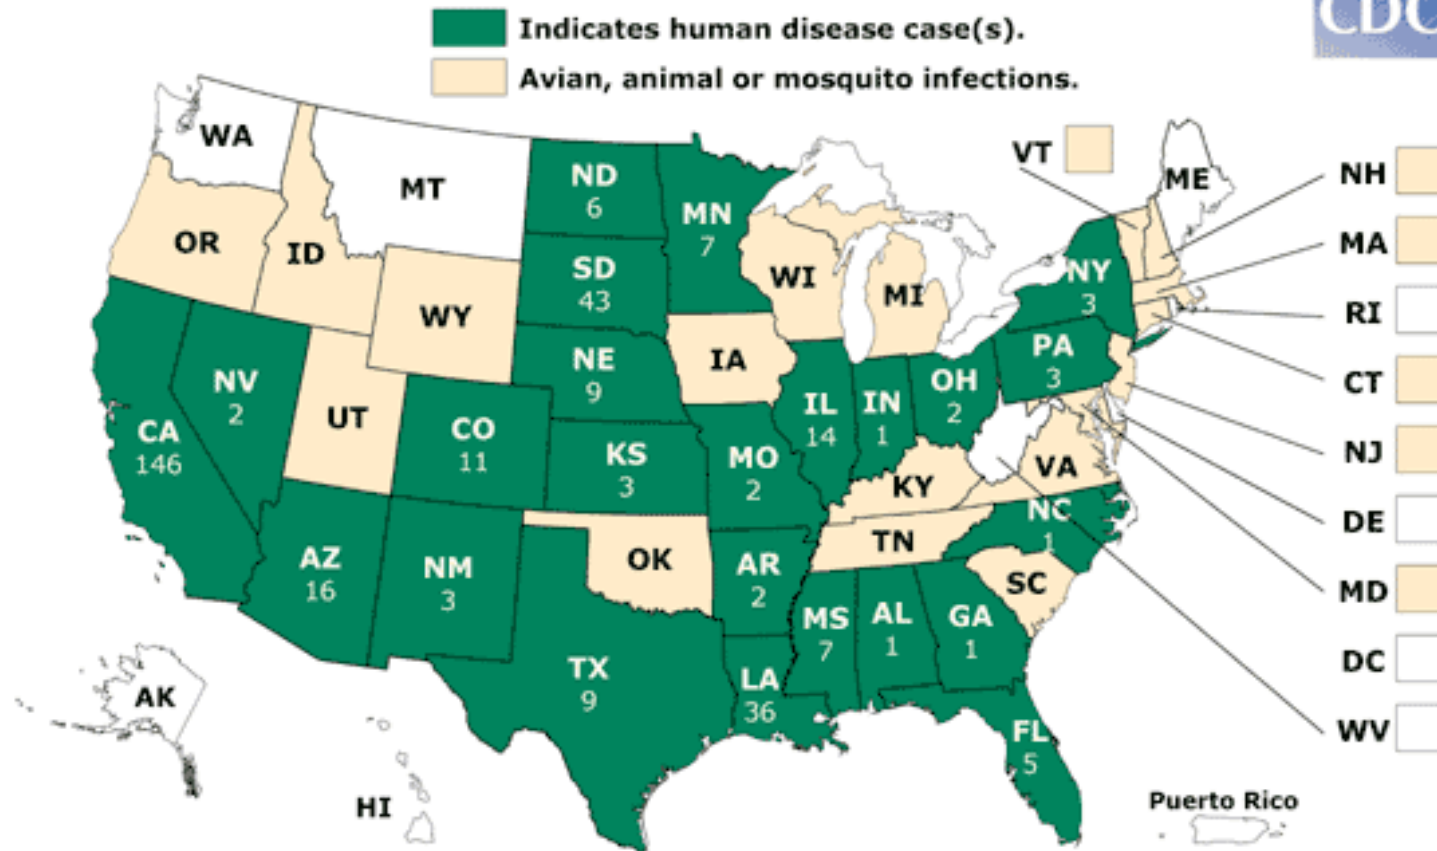 Indicates human disease case(s).
CDC
Avian, animal or mosquito infections.
WA
MT
ND
6
MN
7
VT
ME
NH
OR
ID
SD
43
WI
MI
NY
3
MA
WY
RI
NE
9
IA
PA
3
NV
2
UT
CO
11
IL
14
IN
1
OH
2
CT
CA
146
KS
3
MO
2
KY
VA
NJ
AZ
16
NM
3
OK
AR
2
TN
NC
1
DE
SC
MD
MS
7
AL
1
GA
1
TX
9
LA
36
DC
AK
FL
5
WV
HI
Puerto Rico